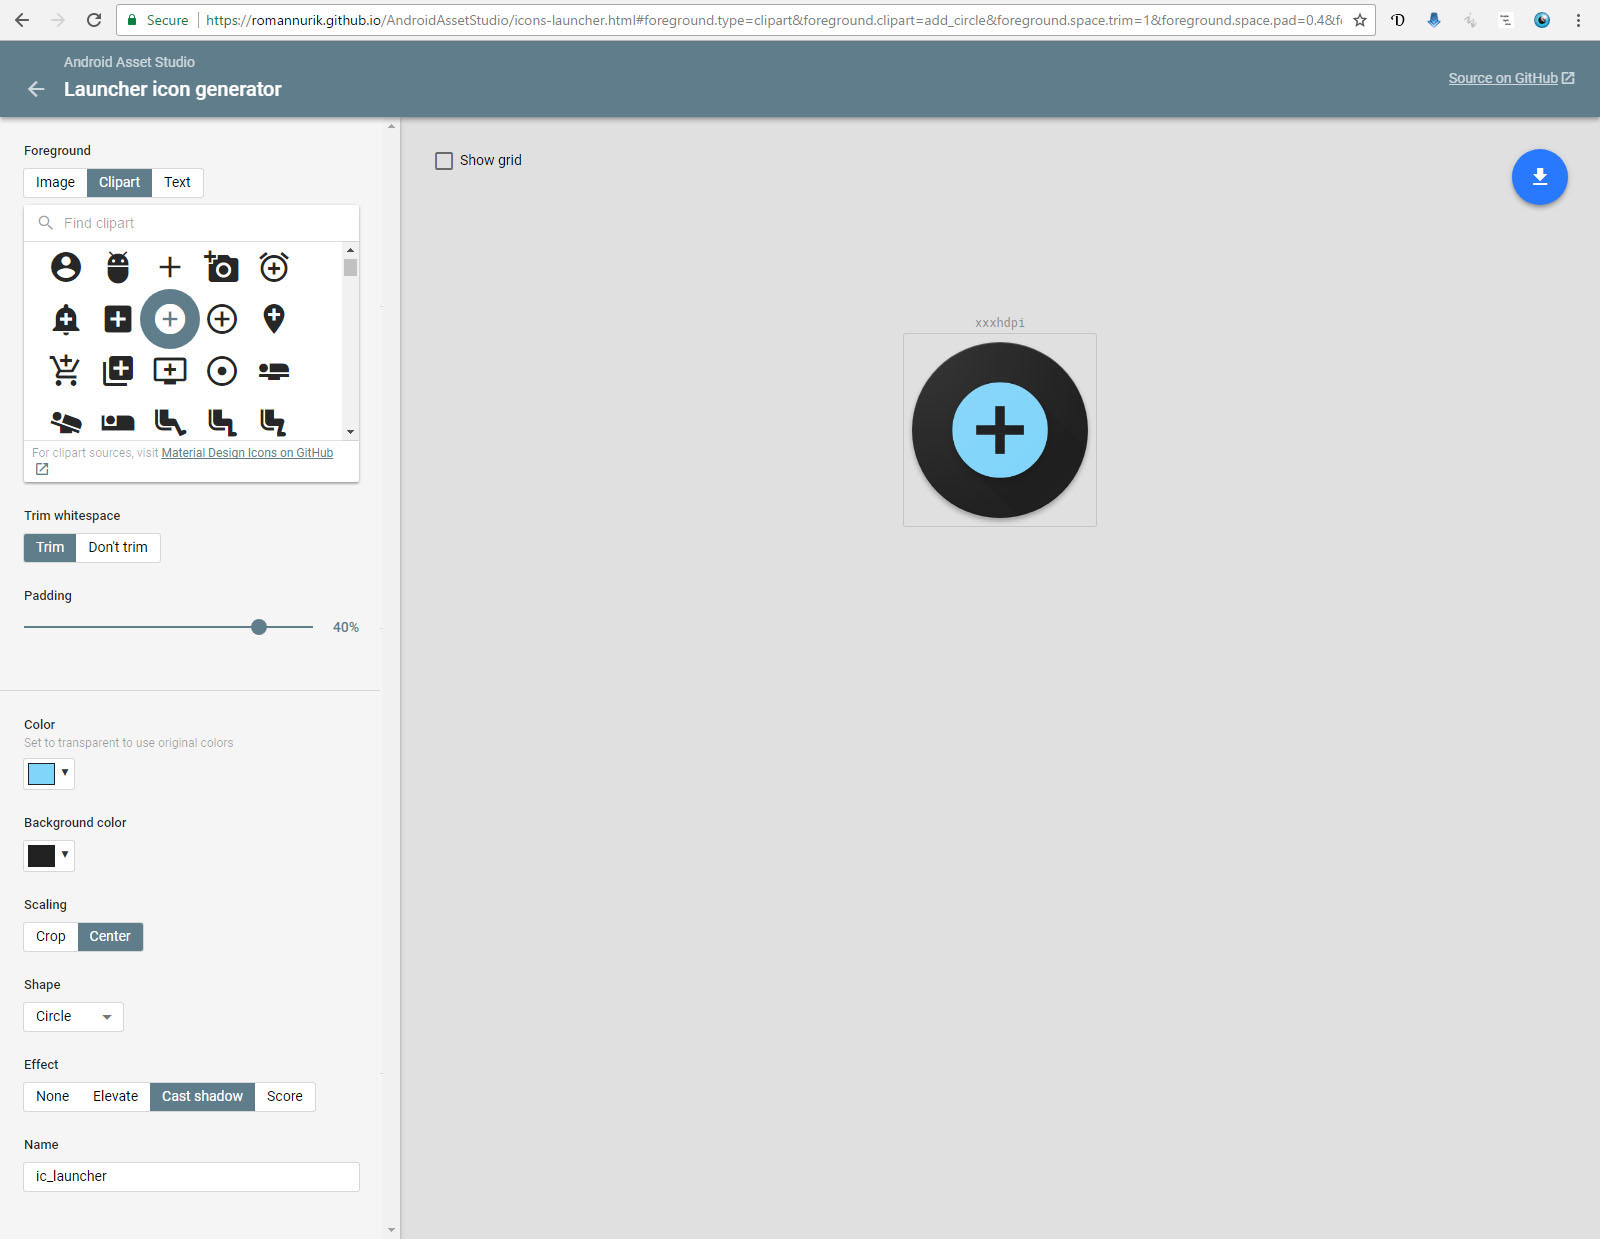 Secure https://romannurik.github.io/AndroidAssetStudio/icons-launcher.html#foreground.type=clipart&foreground.clipart=add_circle&foreground.space.trim=1&foreground.space.pad=0.4&f
Android Asset Studio
Launcher icon generator
Source on GitHub
Foreground
Image Clipart Text
Find clipart
For clipart sources, visit Material Design Icons on GitHub
Trim whitespace
Trim Don't trim
Padding
40%
Color
Set to transparent to use original colors
Background color
Scaling
Crop Center
Shape
Circle
Effect
None Elevate Cast shadow Score
Name
ic_launcher
Show grid
xxxhdpi